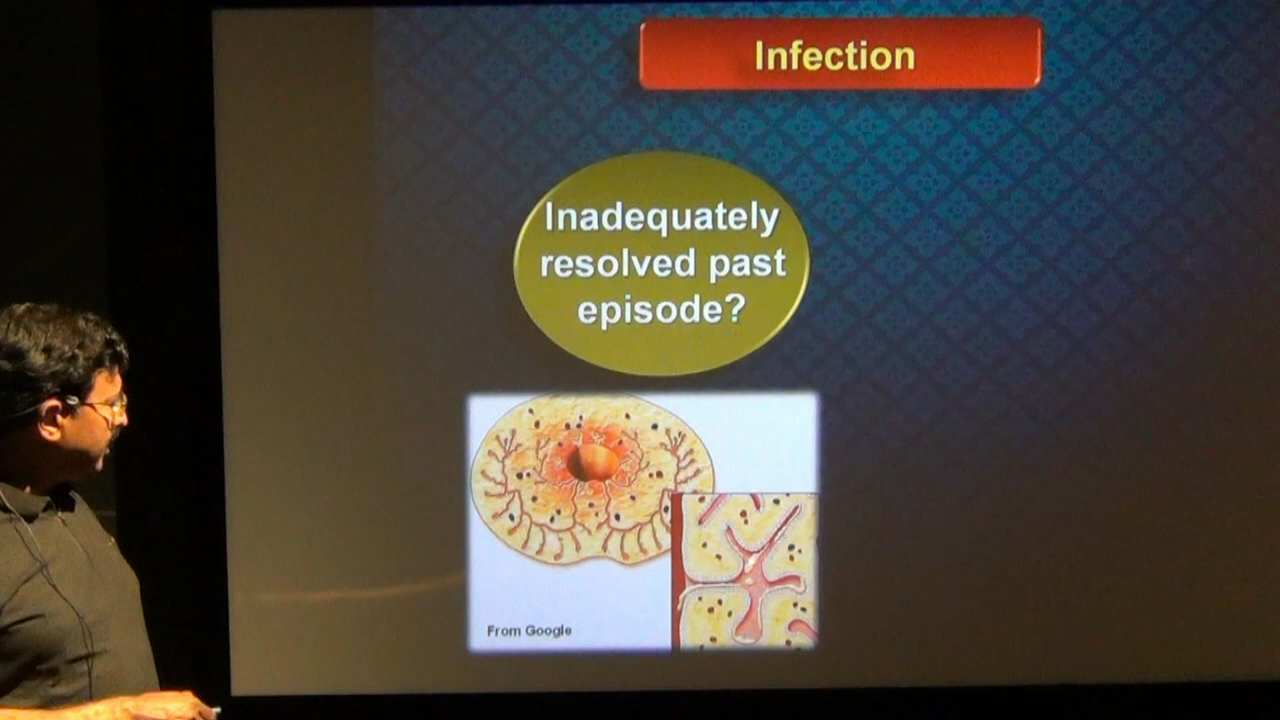 Infection
Inadequately
resolved past
episode?
From Google